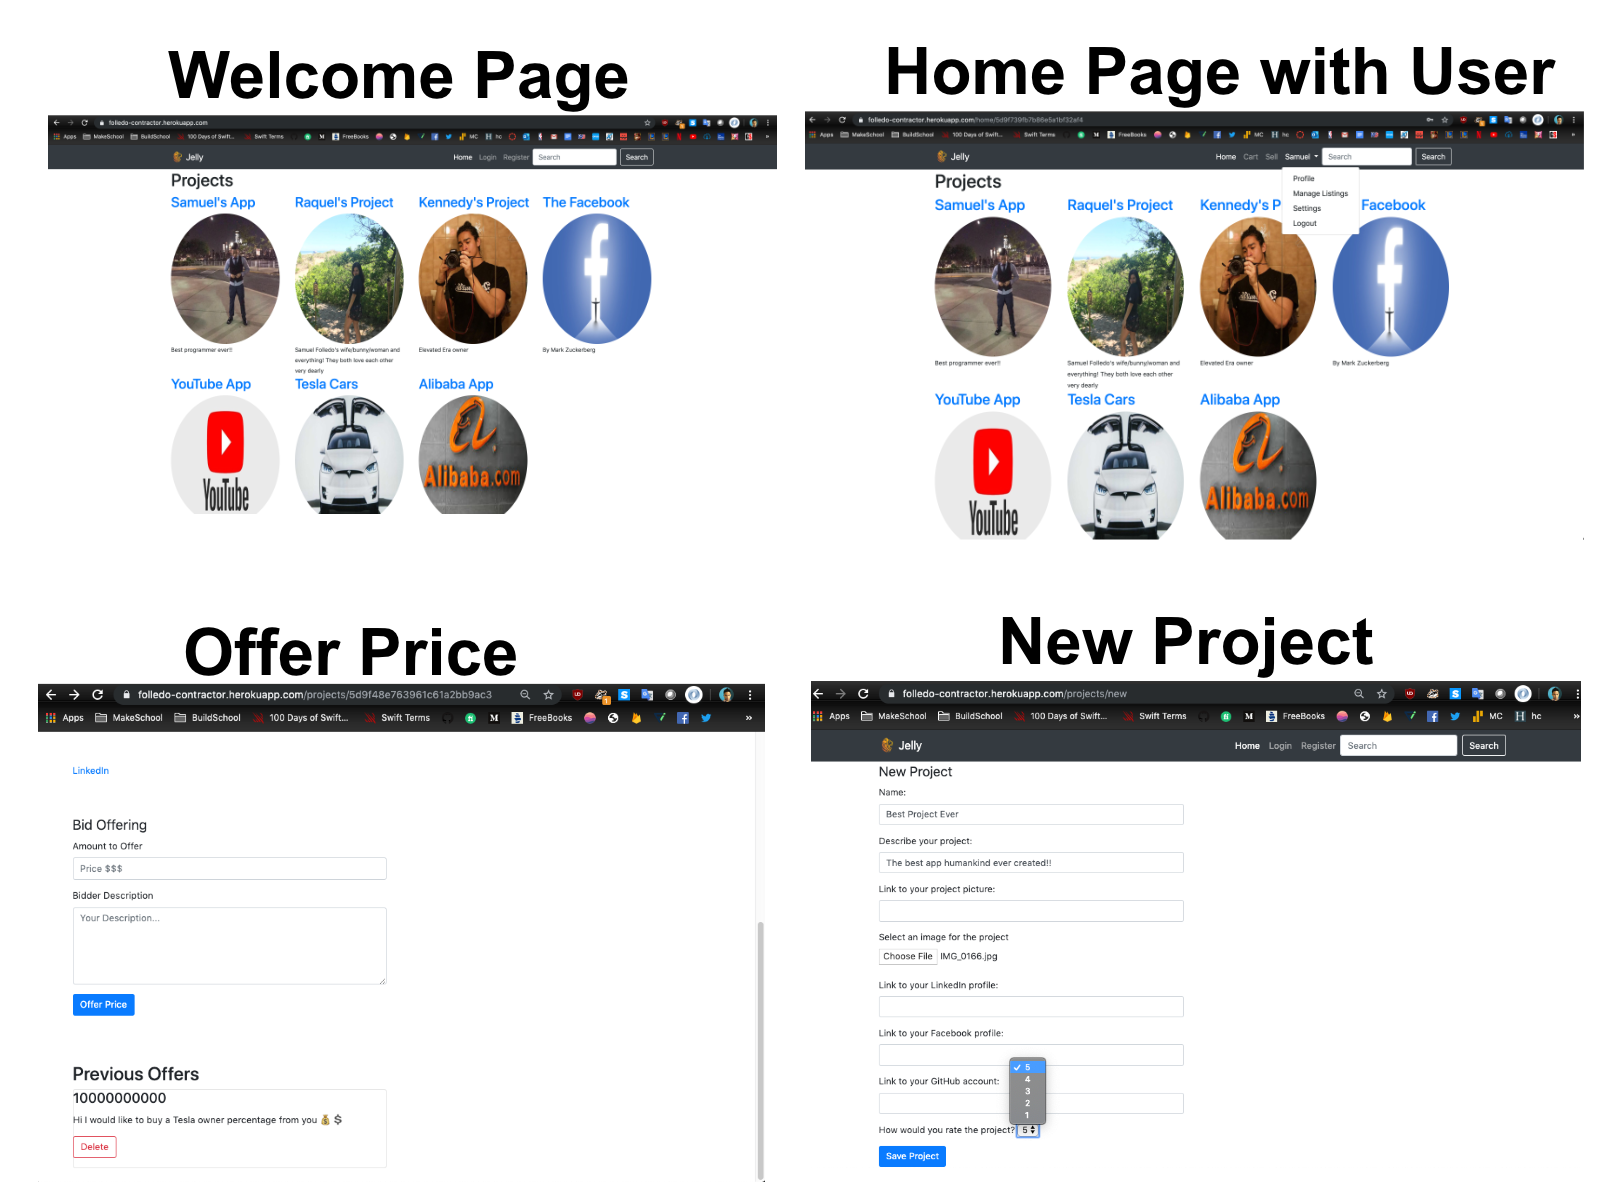 Welcome Page
folledo-contractor.herokuapp.com
Apps MakeSchool BuildSchool 100 Days of Swift... Swift Terms M FreeBooks MC H hc »
Jelly Home Login Register Search Search
Projects
Samuel's App Raquel's Project Kennedy's Project The Facebook
Best programmer ever!! Samuel Folledo's wife/bunny/woman and Elevated Era owner By Mark Zuckerberg
everything! They both love each other
very dearly
YouTube App Tesla Cars Alibaba App
YouTube Alibaba.com
Home Page with User
folledo-contractor.herokuapp.com/home/5d9f739fb7b86e5a1bf32af4
Apps MakeSchool BuildSchool 100 Days of Swift... Swift Terms M FreeBooks MC H hc »
Jelly Home Cart Sell Samuel Search Search
Profile
Manage Listings
Settings
Logout
Projects
Samuel's App Raquel's Project Kennedy's P Facebook
Best programmer ever!! Samuel Folledo's wife/bunny/woman and Elevated Era owner By Mark Zuckerberg
everything! They both love each other
very dearly
YouTube App Tesla Cars Alibaba App
YouTube Alibaba.com
Offer Price
folledo-contractor.herokuapp.com/projects/5d9f48e763961c61a2bb9ac3
Apps MakeSchool BuildSchool 100 Days of Swift... Swift Terms M FreeBooks »
LinkedIn
Bid Offering
Amount to Offer
Price $$$
Bidder Description
Your Description...
Offer Price
Previous Offers
10000000000
Hi I would like to buy a Tesla owner percentage from you 💰 💲
Delete
New Project
folledo-contractor.herokuapp.com/projects/new
Apps MakeSchool BuildSchool 100 Days of Swift... Swift Terms M FreeBooks MC H hc »
Jelly Home Login Register Search Search
New Project
Name:
Best Project Ever
Describe your project:
The best app humankind ever created!!
Link to your project picture:
Select an image for the project
Choose File IMG_0166.jpg
Link to your LinkedIn profile:
Link to your Facebook profile:
✓ 5
4
3
2
1
Link to your GitHub account:
How would you rate the project? 5
Save Project